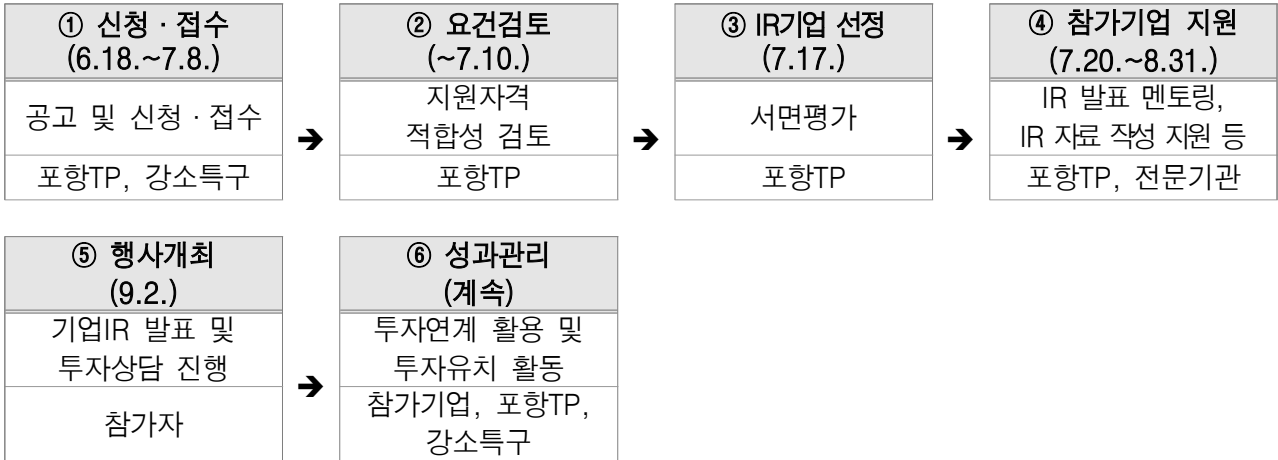 ① 신청 · 접수
(6.18.~7.8.)
공고 및 신청 · 접수
포항TP, 강소특구
➔
② 요건검토
(~7.10.)
지원자격
적합성 검토
포항TP
➔
③ IR기업 선정
(7.17.)
서면평가
포항TP
➔
④ 참가기업 지원
(7.20.~8.31.)
IR 발표 멘토링,
IR 자료 작성 지원 등
포항TP, 전문기관
⑤ 행사개최
(9.2.)
기업IR 발표 및
투자상담 진행
참가자
➔
⑥ 성과관리
(계속)
투자연계 활용 및
투자유치 활동
참가기업, 포항TP,
강소특구